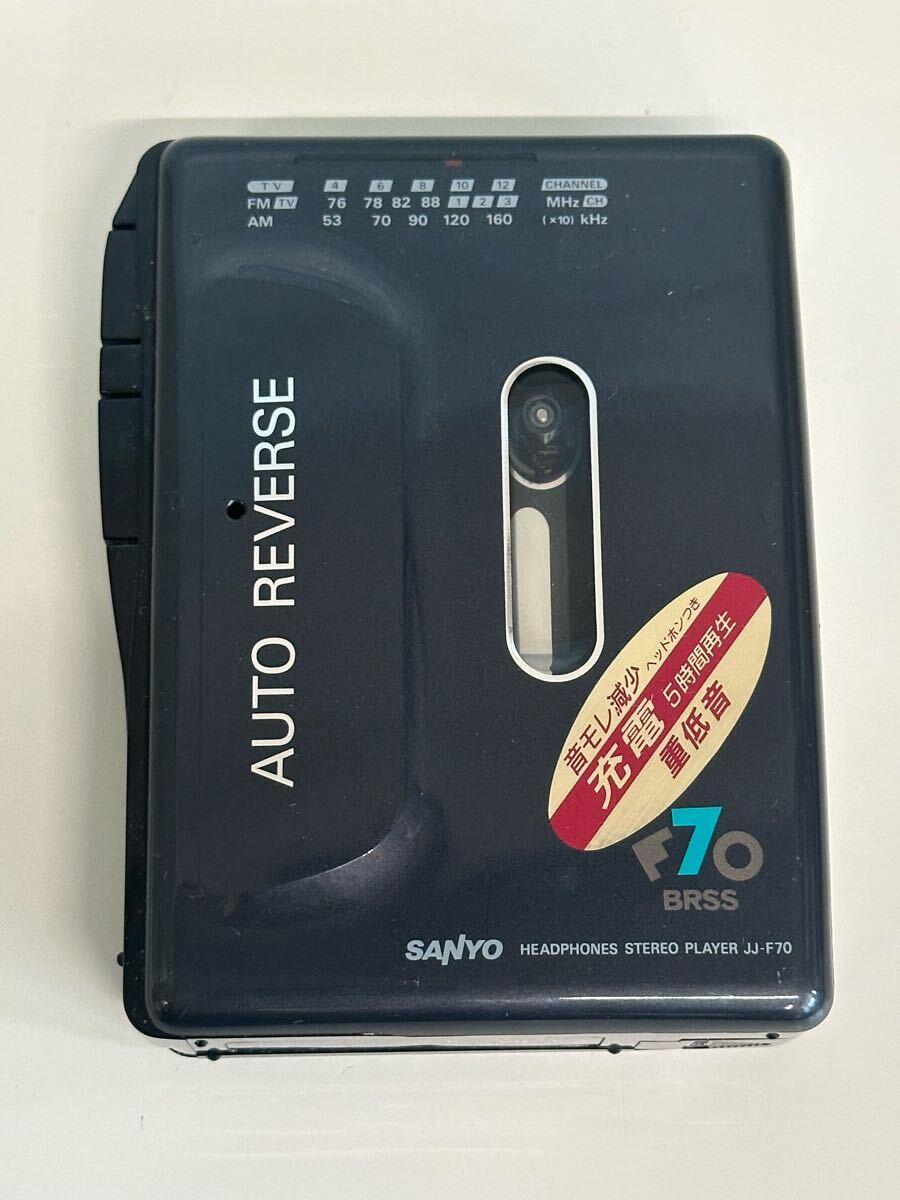 TV 4 6 8 10 12 CHANNEL
FM TV 76 78 82 88 1 2 3 MHz CH
AM 53 70 90 120 160 (×10) kHz
AUTO REVERSE
音モレ減少 ヘッドホンつき
充電 5時間再生
重低音
F70
BRSS
SANYO HEADPHONES STEREO PLAYER JJ-F70